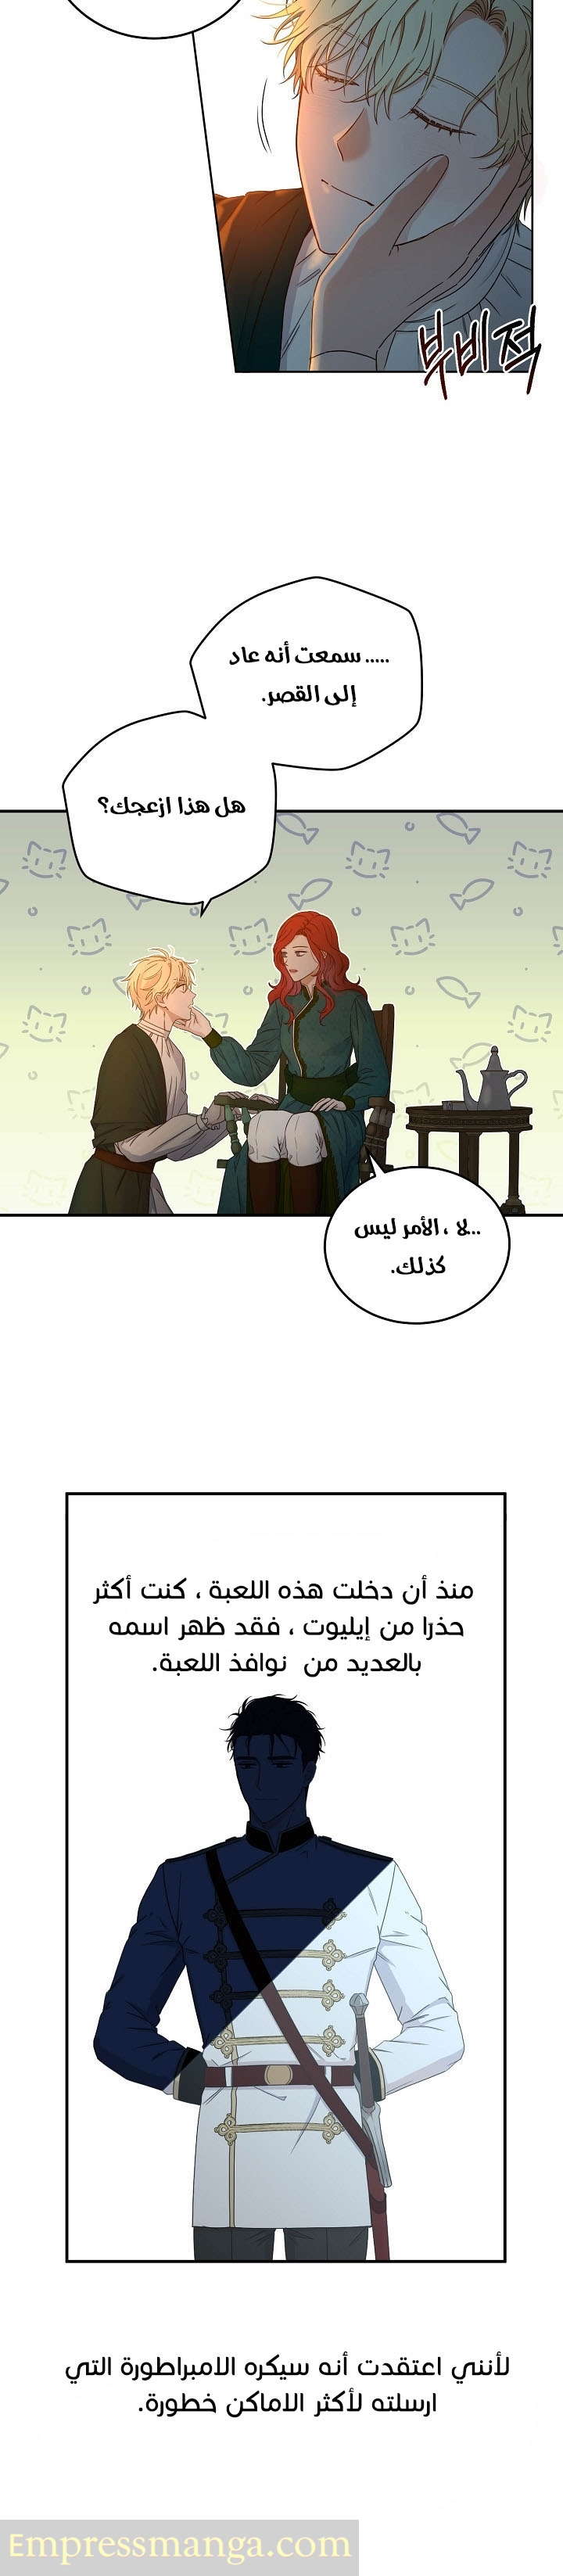 부비적
..... سمعت أنه عاد
إلى القصر.
هل هذا ازعجك؟
...لا ، الأمر ليس
كذلك.
منذ أن دخلت هذه اللعبة ، كنت أكثر
حذرًا من إيليوت ، فقد ظهر اسمه
بالعديد من نوافذ اللعبة.
لأنني اعتقدت أنه سيكره الامبراطورة التي
ارسلته لأكثر الاماكن خطورة.
Empressmanga.com